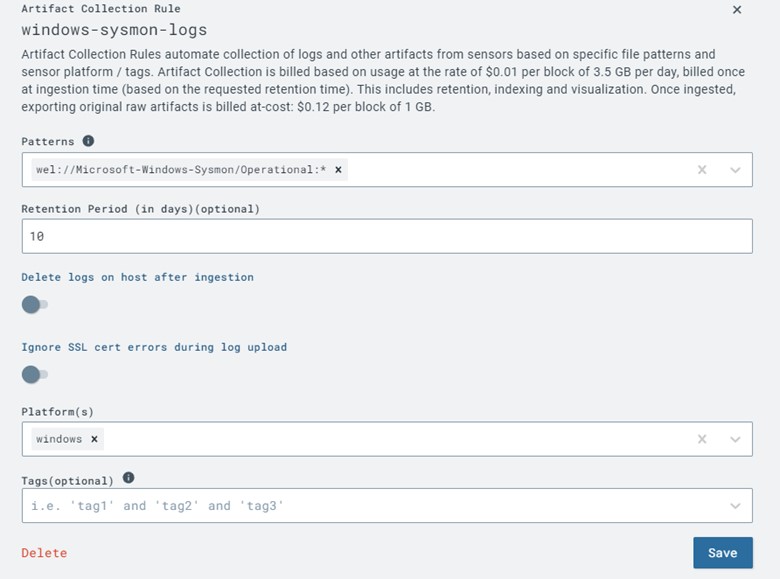 Artifact Collection Rule
windows-sysmon-logs
Artifact Collection Rules automate collection of logs and other artifacts from sensors based on specific file patterns and
sensor platform / tags. Artifact Collection is billed based on usage at the rate of $0.01 per block of 3.5 GB per day, billed once
at ingestion time (based on the requested retention time). This includes retention, indexing and visualization. Once ingested,
exporting original raw artifacts is billed at-cost: $0.12 per block of 1 GB.
Patterns
wel://Microsoft-Windows-Sysmon/Operational:*
Retention Period (in days)(optional)
10
Delete logs on host after ingestion
Ignore SSL cert errors during log upload
Platform(s)
windows
Tags(optional)
i.e. 'tag1' and 'tag2' and 'tag3'
Delete
Save